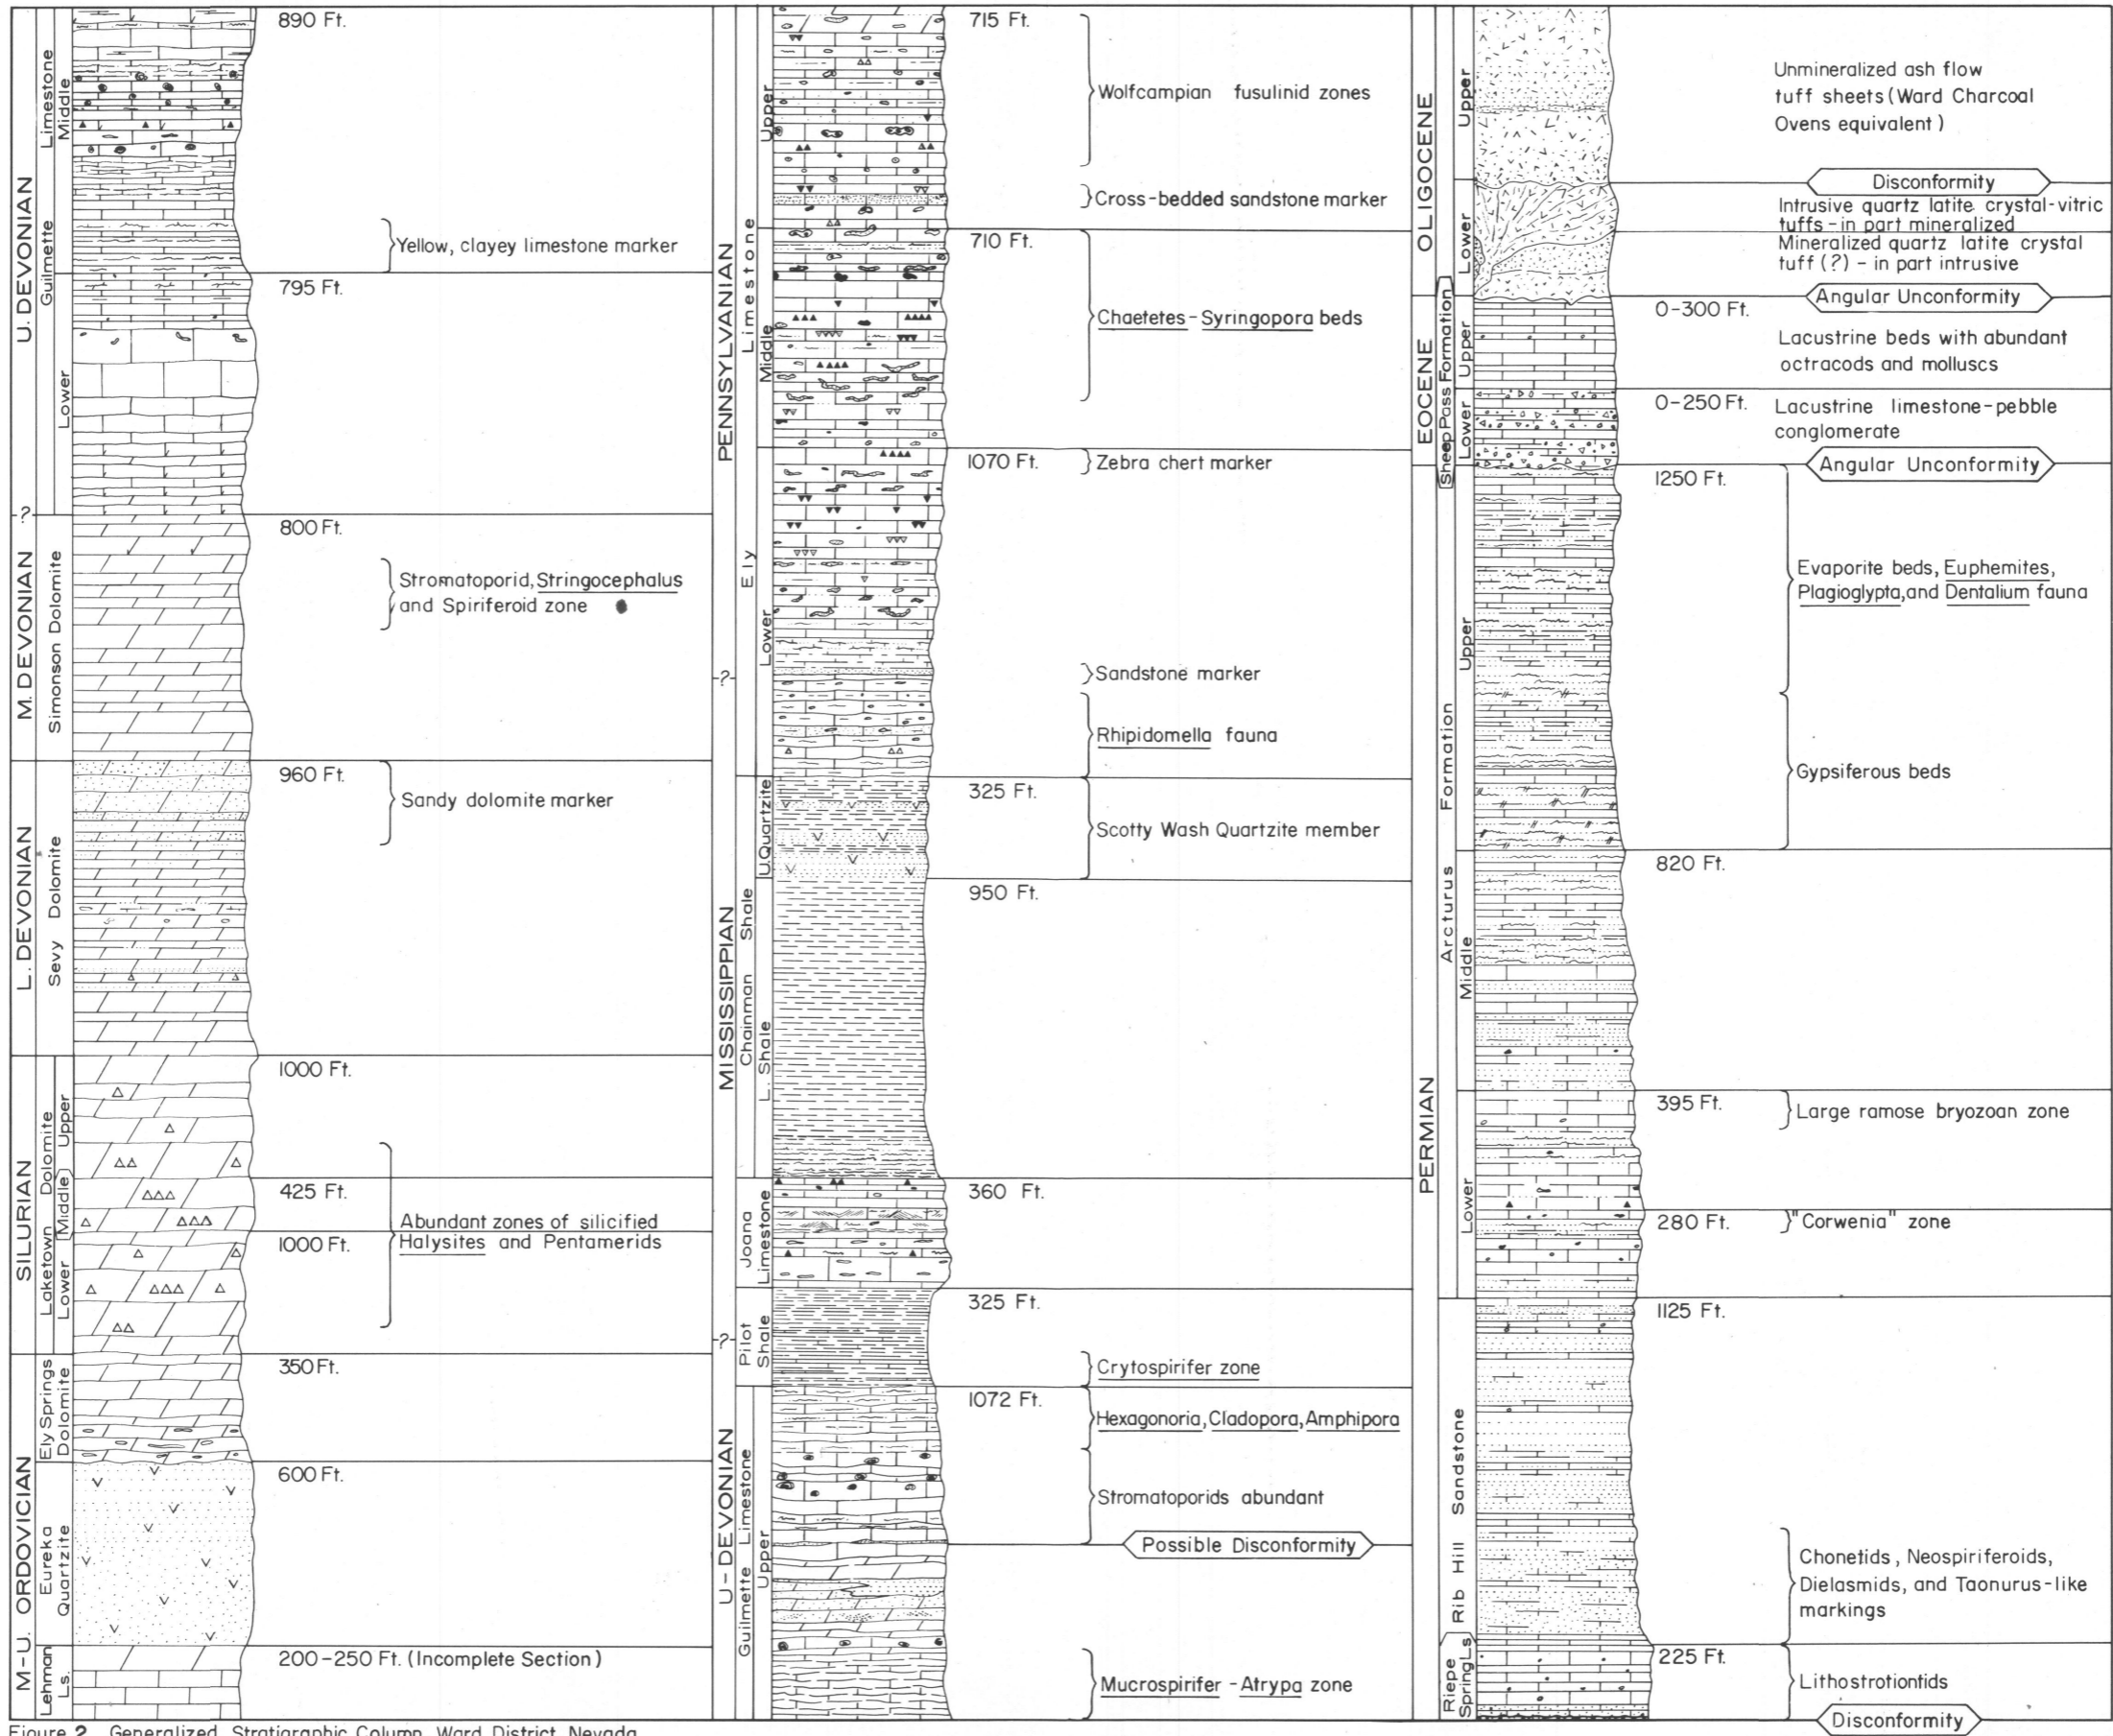 U. DEVONIAN
Guilmette Limestone
Middle
890 Ft.
Yellow, clayey limestone marker
Lower
795 Ft.
-?-
M. DEVONIAN
Simonson Dolomite
800 Ft.
Stromatoporid, Stringocephalus
and Spiriferoid zone
L. DEVONIAN
Sevy Dolomite
960 Ft.
Sandy dolomite marker
SILURIAN
Laketown Dolomite
Upper
1000 Ft.
Middle
425 Ft.
Abundant zones of silicified
Halysites and Pentamerids
Lower
1000 Ft.
M-U. ORDOVICIAN
Ely Springs
Dolomite
350 Ft.
Eureka
Quartzite
600 Ft.
Lehman
Ls.
200-250 Ft. (Incomplete Section)
Figure 2. Generalized Stratigraphic Column, Ward District, Nevada
PENNSYLVANIAN
Ely Limestone
Upper
715 Ft.
Wolfcampian fusulinid zones
Cross-bedded sandstone marker
Middle
710 Ft.
Chaetetes-Syringopora beds
Lower
1070 Ft.
Zebra chert marker
-?-
Sandstone marker
Rhipidomella fauna
MISSISSIPPIAN
Chainman Shale
U. Quartzite
325 Ft.
Scotty Wash Quartzite member
L. Shale
950 Ft.
Joana
Limestone
360 Ft.
Pilot
Shale
325 Ft.
-?-
Crytospirifer zone
U-DEVONIAN
Guilmette Limestone
Upper
1072 Ft.
Hexagonoria, Cladopora, Amphipora
Stromatoporids abundant
Possible Disconformity
Mucrospirifer-Atrypa zone
OLIGOCENE
Upper
Unmineralized ash flow
tuff sheets (Ward Charcoal
Ovens equivalent)
Disconformity
Lower
Intrusive quartz latite crystal-vitric
tuffs-in part mineralized
Mineralized quartz latite crystal
tuff (?) - in part intrusive
Angular Unconformity
EOCENE
Sheep Pass Formation
Upper
0-300 Ft.
Lacustrine beds with abundant
octracods and molluscs
Lower
0-250 Ft.
Lacustrine limestone-pebble
conglomerate
Angular Unconformity
PERMIAN
Arcturus Formation
Upper
1250 Ft.
Evaporite beds, Euphemites,
Plagioglypta, and Dentalium fauna
Gypsiferous beds
Middle
820 Ft.
Lower
395 Ft.
Large ramose bryozoan zone
280 Ft.
"Corwenia" zone
Rib Hill Sandstone
1125 Ft.
Chonetids, Neospiriferoids,
Dielasmids, and Taonurus-like
markings
Riepe
Spring Ls
225 Ft.
Lithostrotiontids
Disconformity